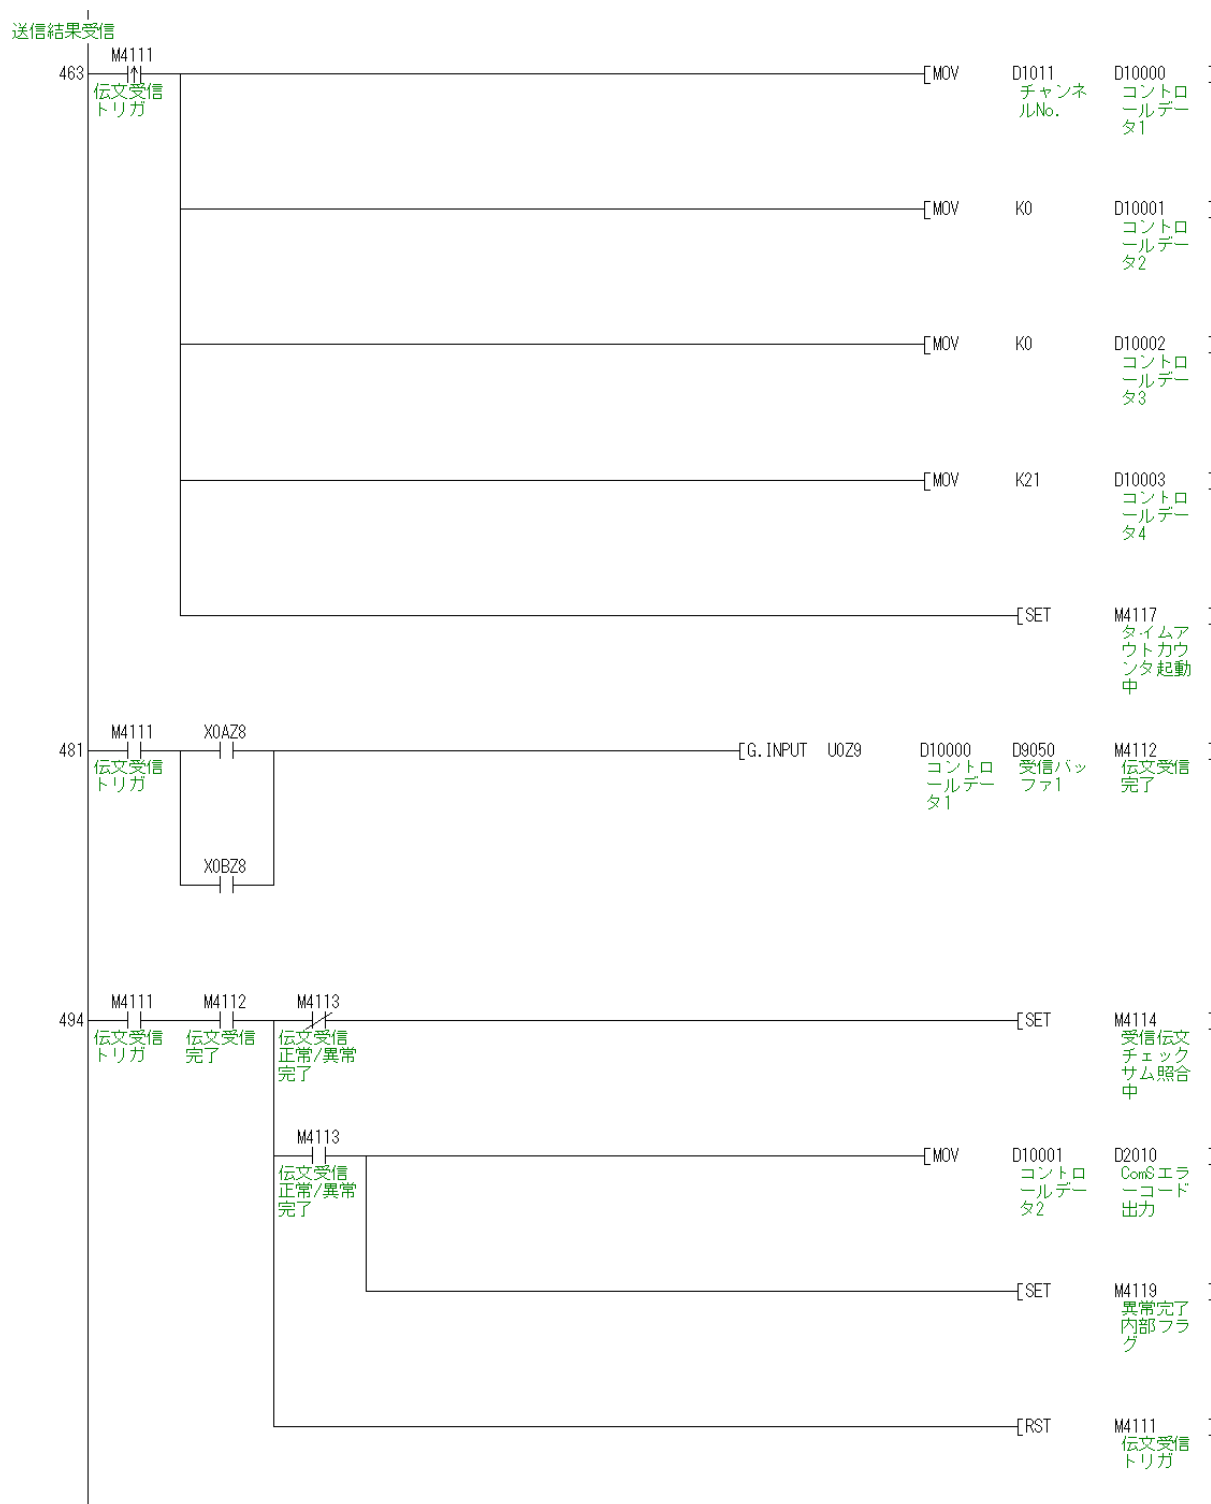 送信結果受信
M4111
463
[MOV D1011 D10000 ]
伝文受信
トリガ
チャンネ
ルNo.
コントロ
ールデー
タ1
[MOV K0 D10001 ]
コントロ
ールデー
タ2
[MOV K0 D10002 ]
コントロ
ールデー
タ3
[MOV K21 D10003 ]
コントロ
ールデー
タ4
[SET M4117 ]
タイムア
ウトカウ
ンタ起動
中
M4111 X0AZ8
481
[G.INPUT U0Z9 D10000 D9050 M4112 ]
伝文受信
トリガ
コントロ
ールデー
タ1
受信バッ
ファ1
伝文受信
完了
X0BZ8
M4111 M4112 M4113
494
[SET M4114 ]
伝文受信
トリガ
伝文受信
完了
伝文受信
正常/異常
完了
受信伝文
チェック
サム照合
中
M4113
[MOV D10001 D2010 ]
伝文受信
正常/異常
完了
コントロ
ールデー
タ2
ComSエラ
ーコード
出力
[SET M4119 ]
異常完了
内部フラ
グ
[RST M4111 ]
伝文受信
トリガ